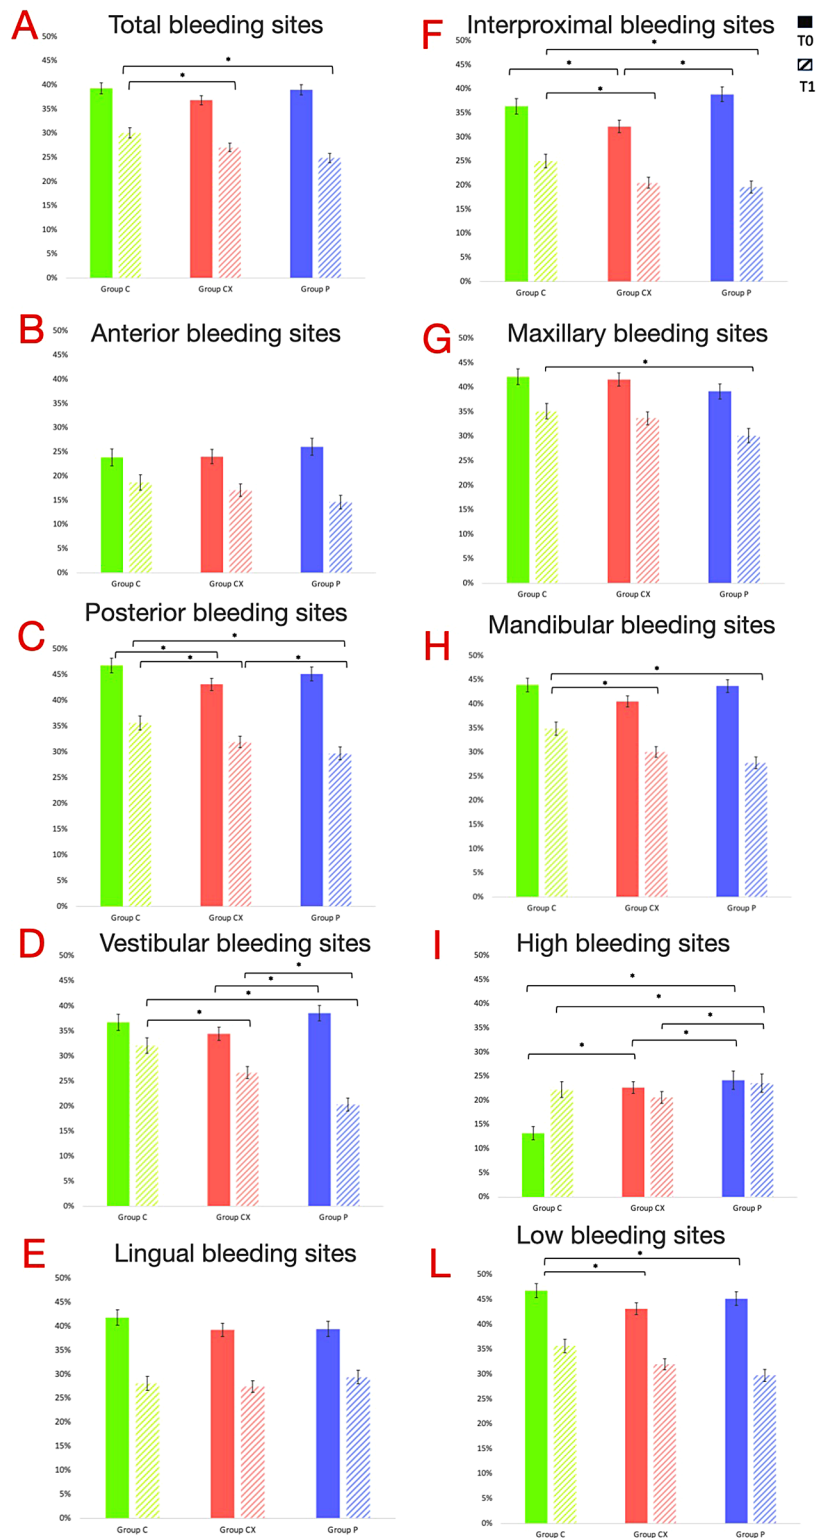 A
Total bleeding sites
50%
45%
40%
35%
30%
25%
20%
15%
10%
5%
0%
*
*
Group C
Group CX
Group P
B
Anterior bleeding sites
50%
45%
40%
35%
30%
25%
20%
15%
10%
5%
0%
Group C
Group CX
Group P
C
Posterior bleeding sites
50%
45%
40%
35%
30%
25%
20%
15%
10%
5%
0%
*
*
*
*
Group C
Group CX
Group P
D
Vestibular bleeding sites
50%
45%
40%
35%
30%
25%
20%
15%
10%
5%
0%
*
*
*
*
Group C
Group CX
Group P
E
Lingual bleeding sites
50%
45%
40%
35%
30%
25%
20%
15%
10%
5%
0%
Group C
Group CX
Group P
F
Interproximal bleeding sites
50%
45%
40%
35%
30%
25%
20%
15%
10%
5%
0%
*
*
*
*
Group C
Group CX
Group P
T0
T1
G
Maxillary bleeding sites
50%
45%
40%
35%
30%
25%
20%
15%
10%
5%
0%
*
Group C
Group CX
Group P
H
Mandibular bleeding sites
50%
45%
40%
35%
30%
25%
20%
15%
10%
5%
0%
*
*
Group C
Group CX
Group P
I
High bleeding sites
50%
45%
40%
35%
30%
25%
20%
15%
10%
5%
0%
*
*
*
*
*
Group C
Group CX
Group P
L
Low bleeding sites
50%
45%
40%
35%
30%
25%
20%
15%
10%
5%
0%
*
*
Group C
Group CX
Group P